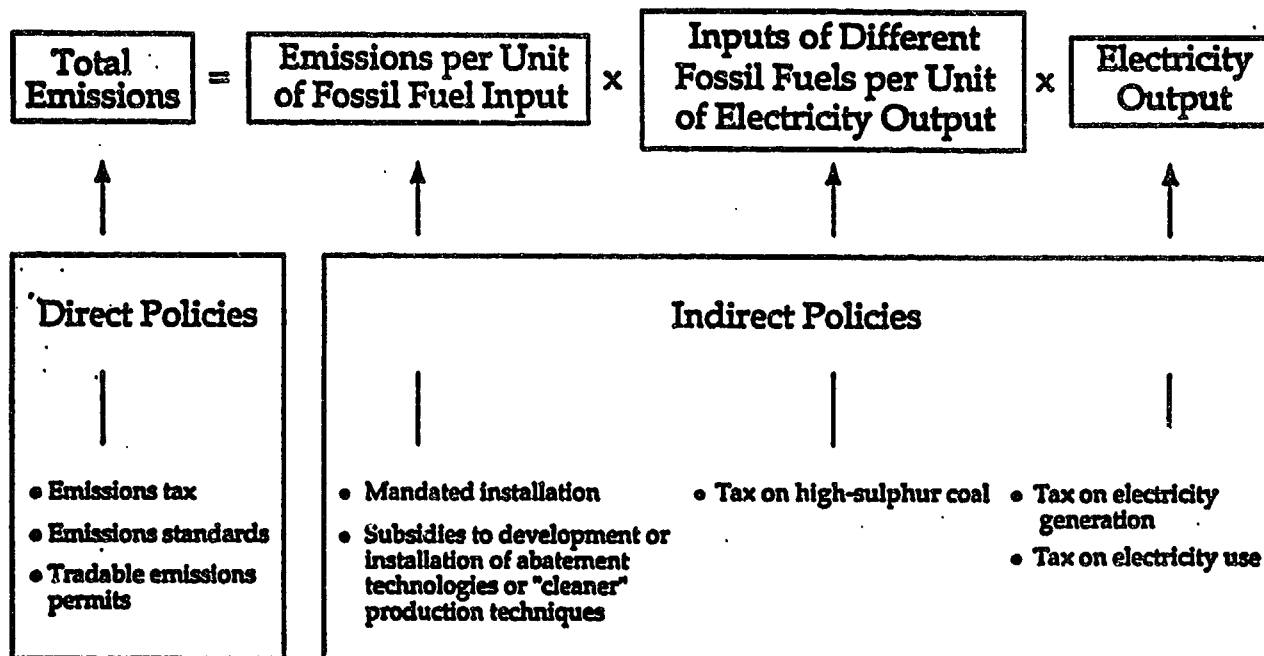 Total
Emissions
=
Emissions per Unit
of Fossil Fuel Input
x
Inputs of Different
Fossil Fuels per Unit
of Electricity Output
x
Electricity
Output
Direct Policies
• Emissions tax
• Emissions standards
• Tradable emissions
permits
Indirect Policies
• Mandated installation
• Subsidies to development or
installation of abatement
technologies or "cleaner"
production techniques
• Tax on high-sulphur coal
• Tax on electricity
generation
• Tax on electricity use